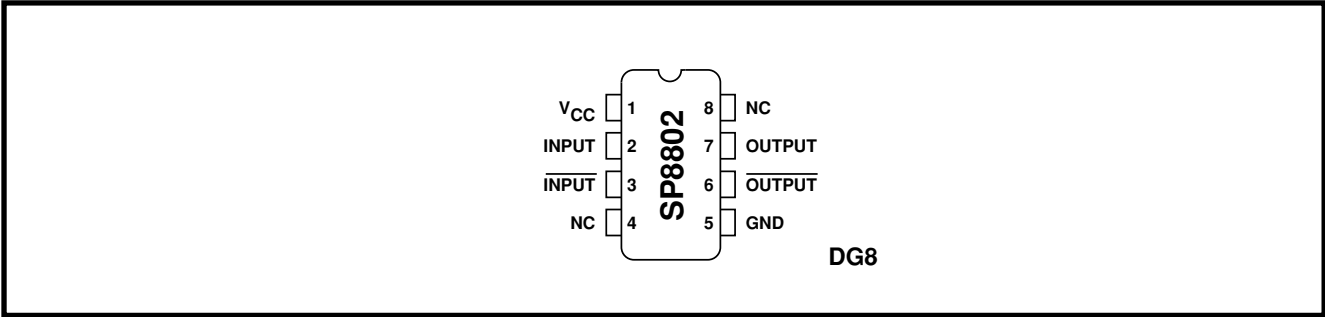 VCC 1 8 NC
INPUT 2 7 OUTPUT
INPUT 3 6 OUTPUT
NC 4 5 GND
SP8802
DG8